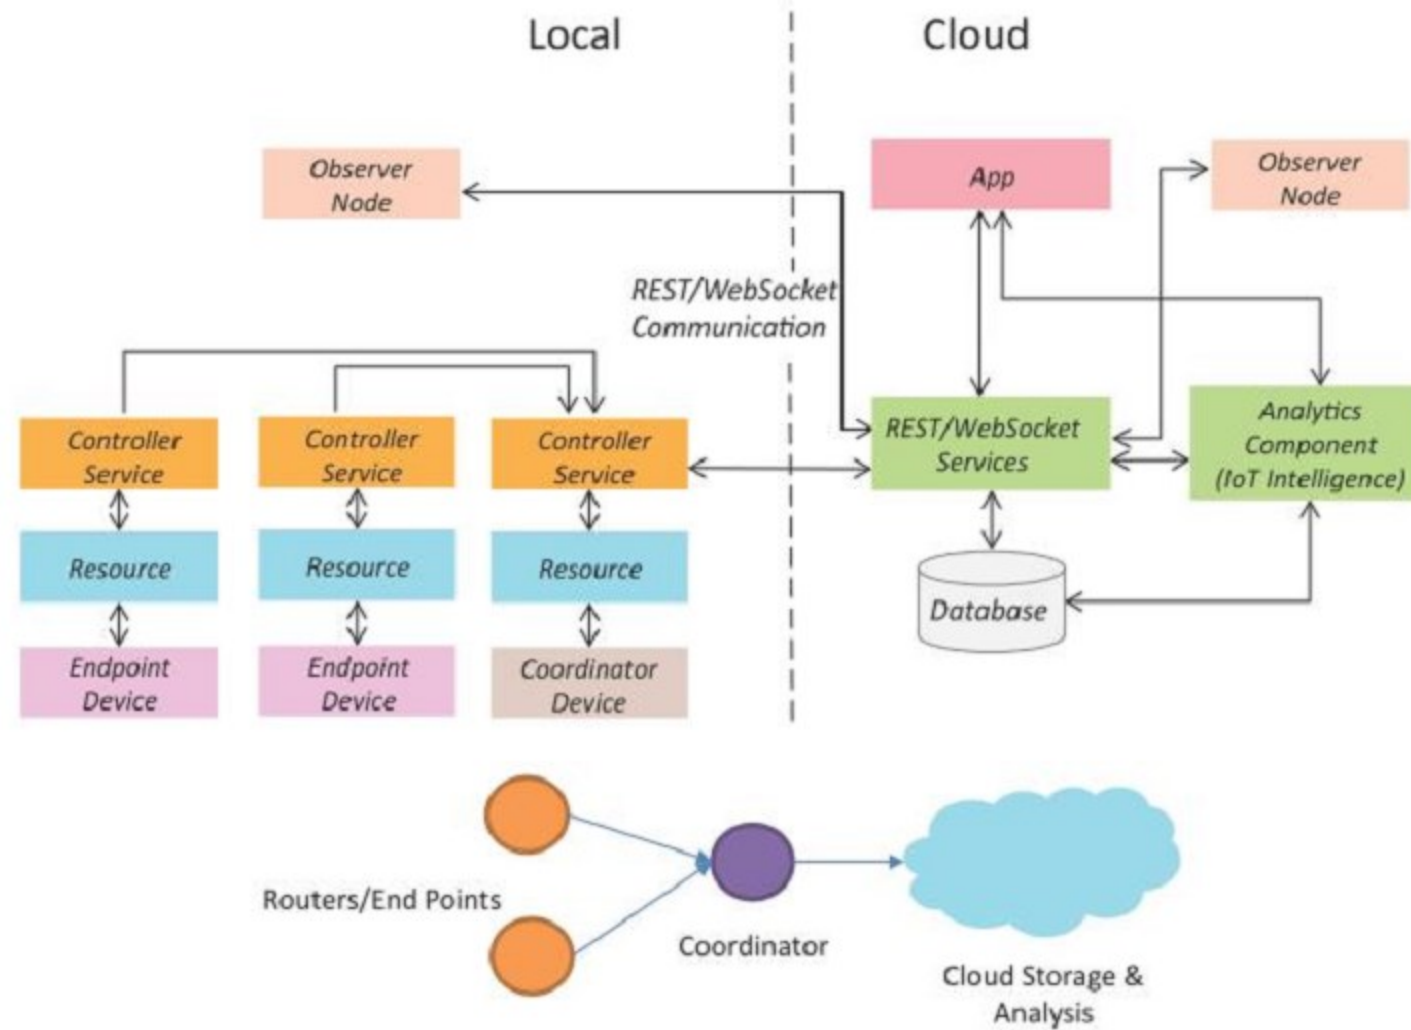 Local
Cloud
Observer
Node
App
Observer
Node
REST/WebSocket
Communication
Controller
Service
Controller
Service
Controller
Service
REST/WebSocket
Services
Analytics
Component
(IoT Intelligence)
Resource
Resource
Resource
Database
Endpoint
Device
Endpoint
Device
Coordinator
Device
Routers/End Points
Coordinator
Cloud Storage &
Analysis